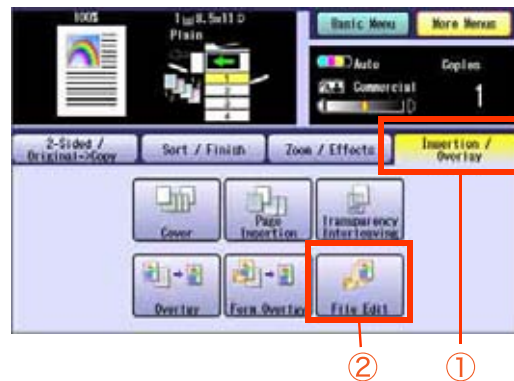 100%
1 8.5x11
Plain
Basic Menu
More Menus
Auto
Copies
Commercial
1
1
2
3
4
2-Sided /
Original->Copy
Sort / Finish
Zoom / Effects
Insertion /
Overlay
Cover
Page
Insertion
Transparency
Interleaving
Overlay
Form Overlay
File Edit
②
①